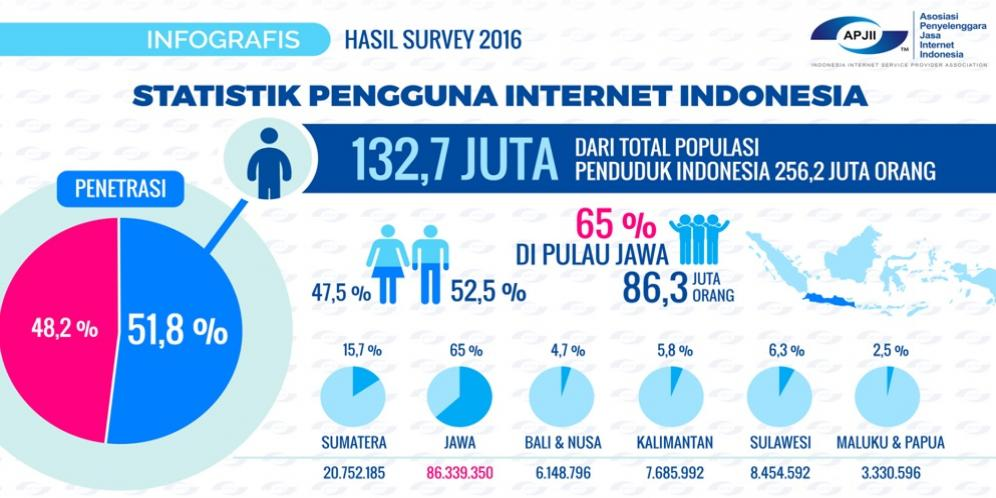 INFOGRAFIS
HASIL SURVEY 2016
APJII
TM
Asosiasi
Penyelenggara
Jasa
Internet
Indonesia
INDONESIA INTERNET SERVICE PROVIDER ASSOCIATION
STATISTIK PENGGUNA INTERNET INDONESIA
132,7 JUTA
DARI TOTAL POPULASI
PENDUDUK INDONESIA 256,2 JUTA ORANG
PENETRASI
48,2 %
51,8 %
47,5 %
52,5 %
65 %
DI PULAU JAWA
86,3 JUTA
ORANG
15,7 %
65 %
4,7 %
5,8 %
6,3 %
2,5 %
SUMATERA
JAWA
BALI & NUSA
KALIMANTAN
SULAWESI
MALUKU & PAPUA
20.752.185
86.339.350
6.148.796
7.685.992
8.454.592
3.330.596